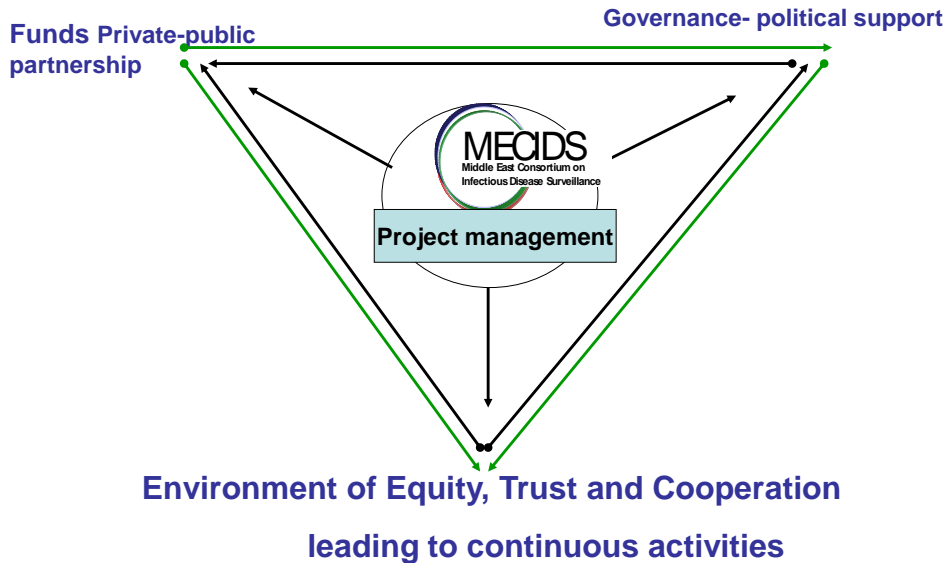 Governance- political support
Funds Private-public
partnership
MECIDS
Middle East Consortium on
Infectious Disease Surveillance
Project management
Environment of Equity, Trust and Cooperation
leading to continuous activities